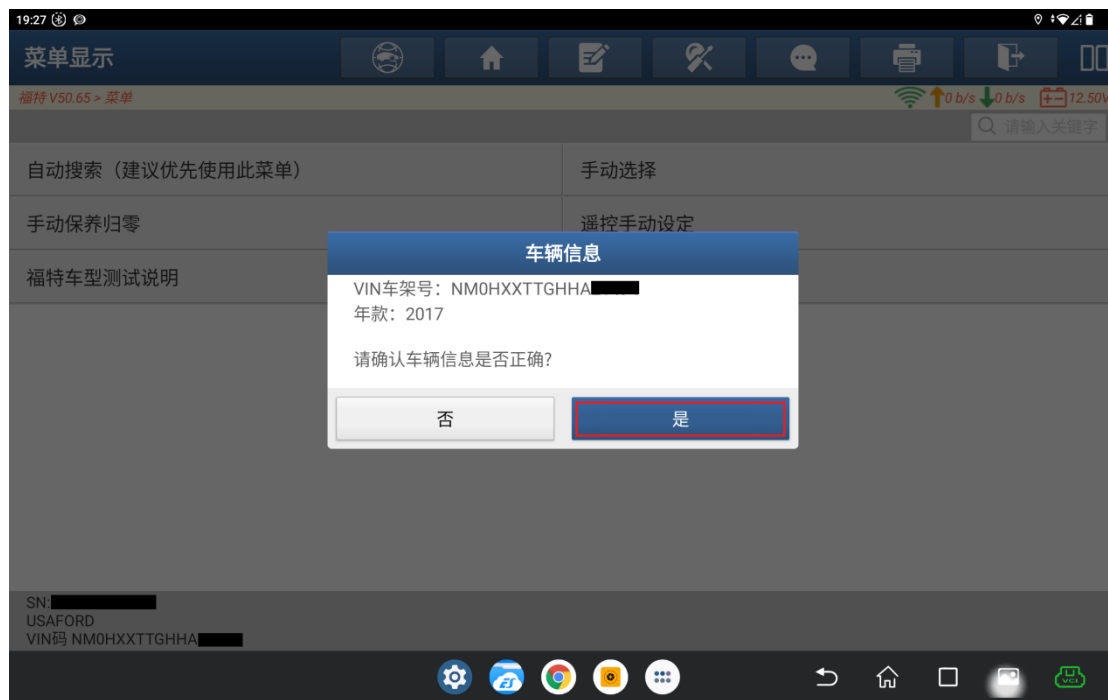 19:27
菜单显示
福特 V50.65 > 菜单
0 b/s 0 b/s 12.50V
请输入关键字
自动搜索（建议优先使用此菜单）
手动选择
手动保养归零
遥控手动设定
福特车型测试说明
车辆信息
VIN车架号：NM0HXXTTGHHA
年款：2017
请确认车辆信息是否正确?
否
是
SN:
USAFORD
VIN码 NM0HXXTTGHHA
ES
VCI